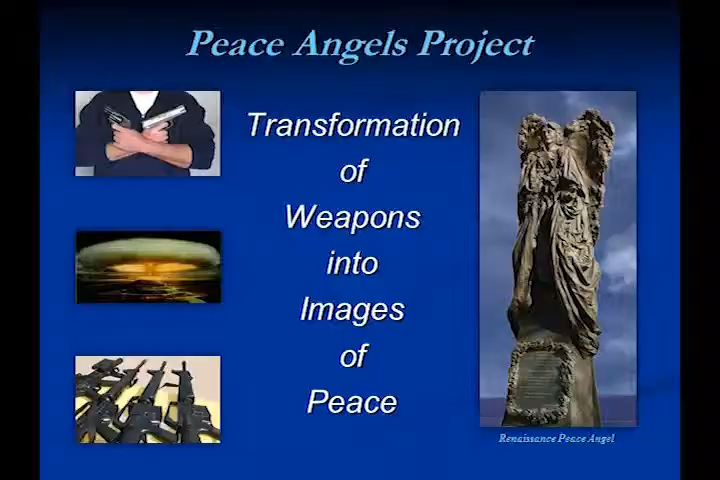 Peace Angels Project
Transformation
of
Weapons
into
Images
of
Peace
Renaissance Peace Angel